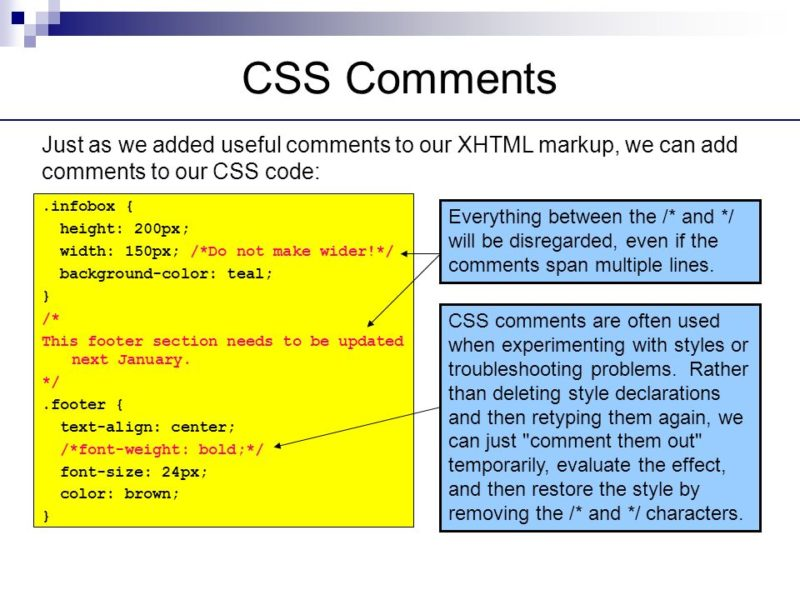 CSS Comments
Just as we added useful comments to our XHTML markup, we can add
comments to our CSS code:
.infobox {
height: 200px;
width: 150px; /*Do not make wider!*/
background-color: teal;
}
/*
This footer section needs to be updated
next January.
*/
.footer {
text-align: center;
/*font-weight: bold;*/
font-size: 24px;
color: brown;
}
Everything between the /* and */
will be disregarded, even if the
comments span multiple lines.
CSS comments are often used
when experimenting with styles or
troubleshooting problems.  Rather
than deleting style declarations
and then retyping them again, we
can just "comment them out"
temporarily, evaluate the effect,
and then restore the style by
removing the /* and */ characters.